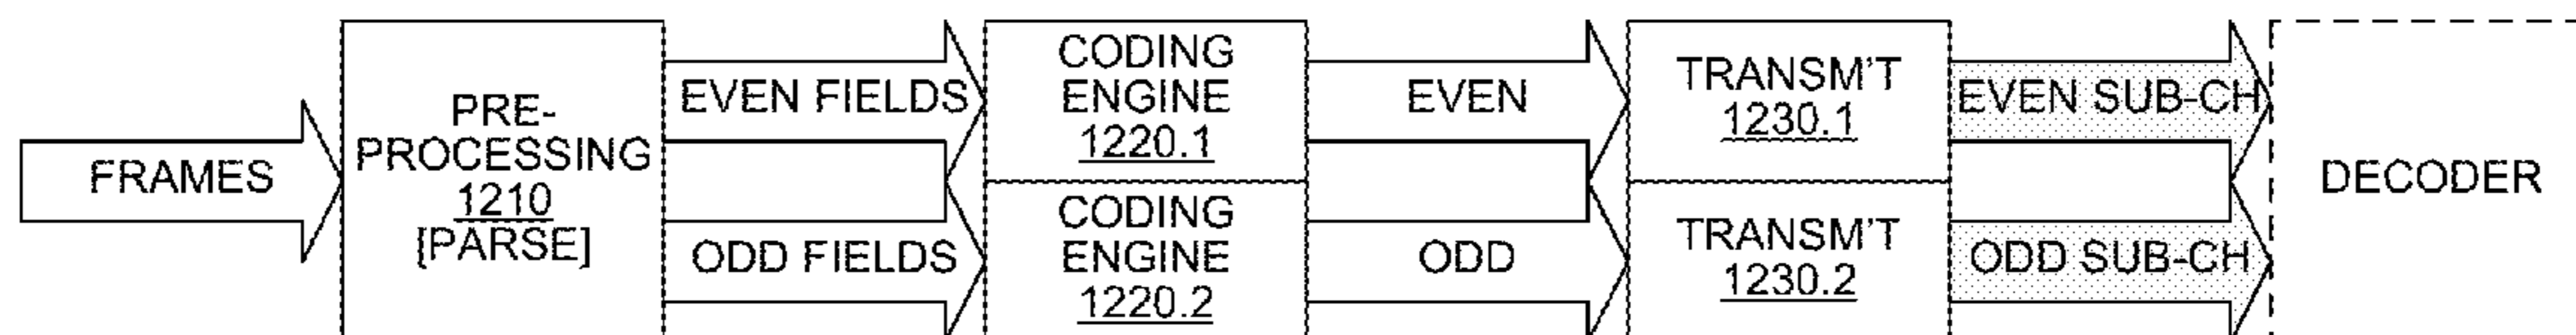 FRAMES
PRE-
PROCESSING
1210
[PARSE]
EVEN FIELDS
ODD FIELDS
CODING
ENGINE
1220.1
CODING
ENGINE
1220.2
EVEN
ODD
TRANSM'T
1230.1
TRANSM'T
1230.2
EVEN SUB-CH
ODD SUB-CH
DECODER